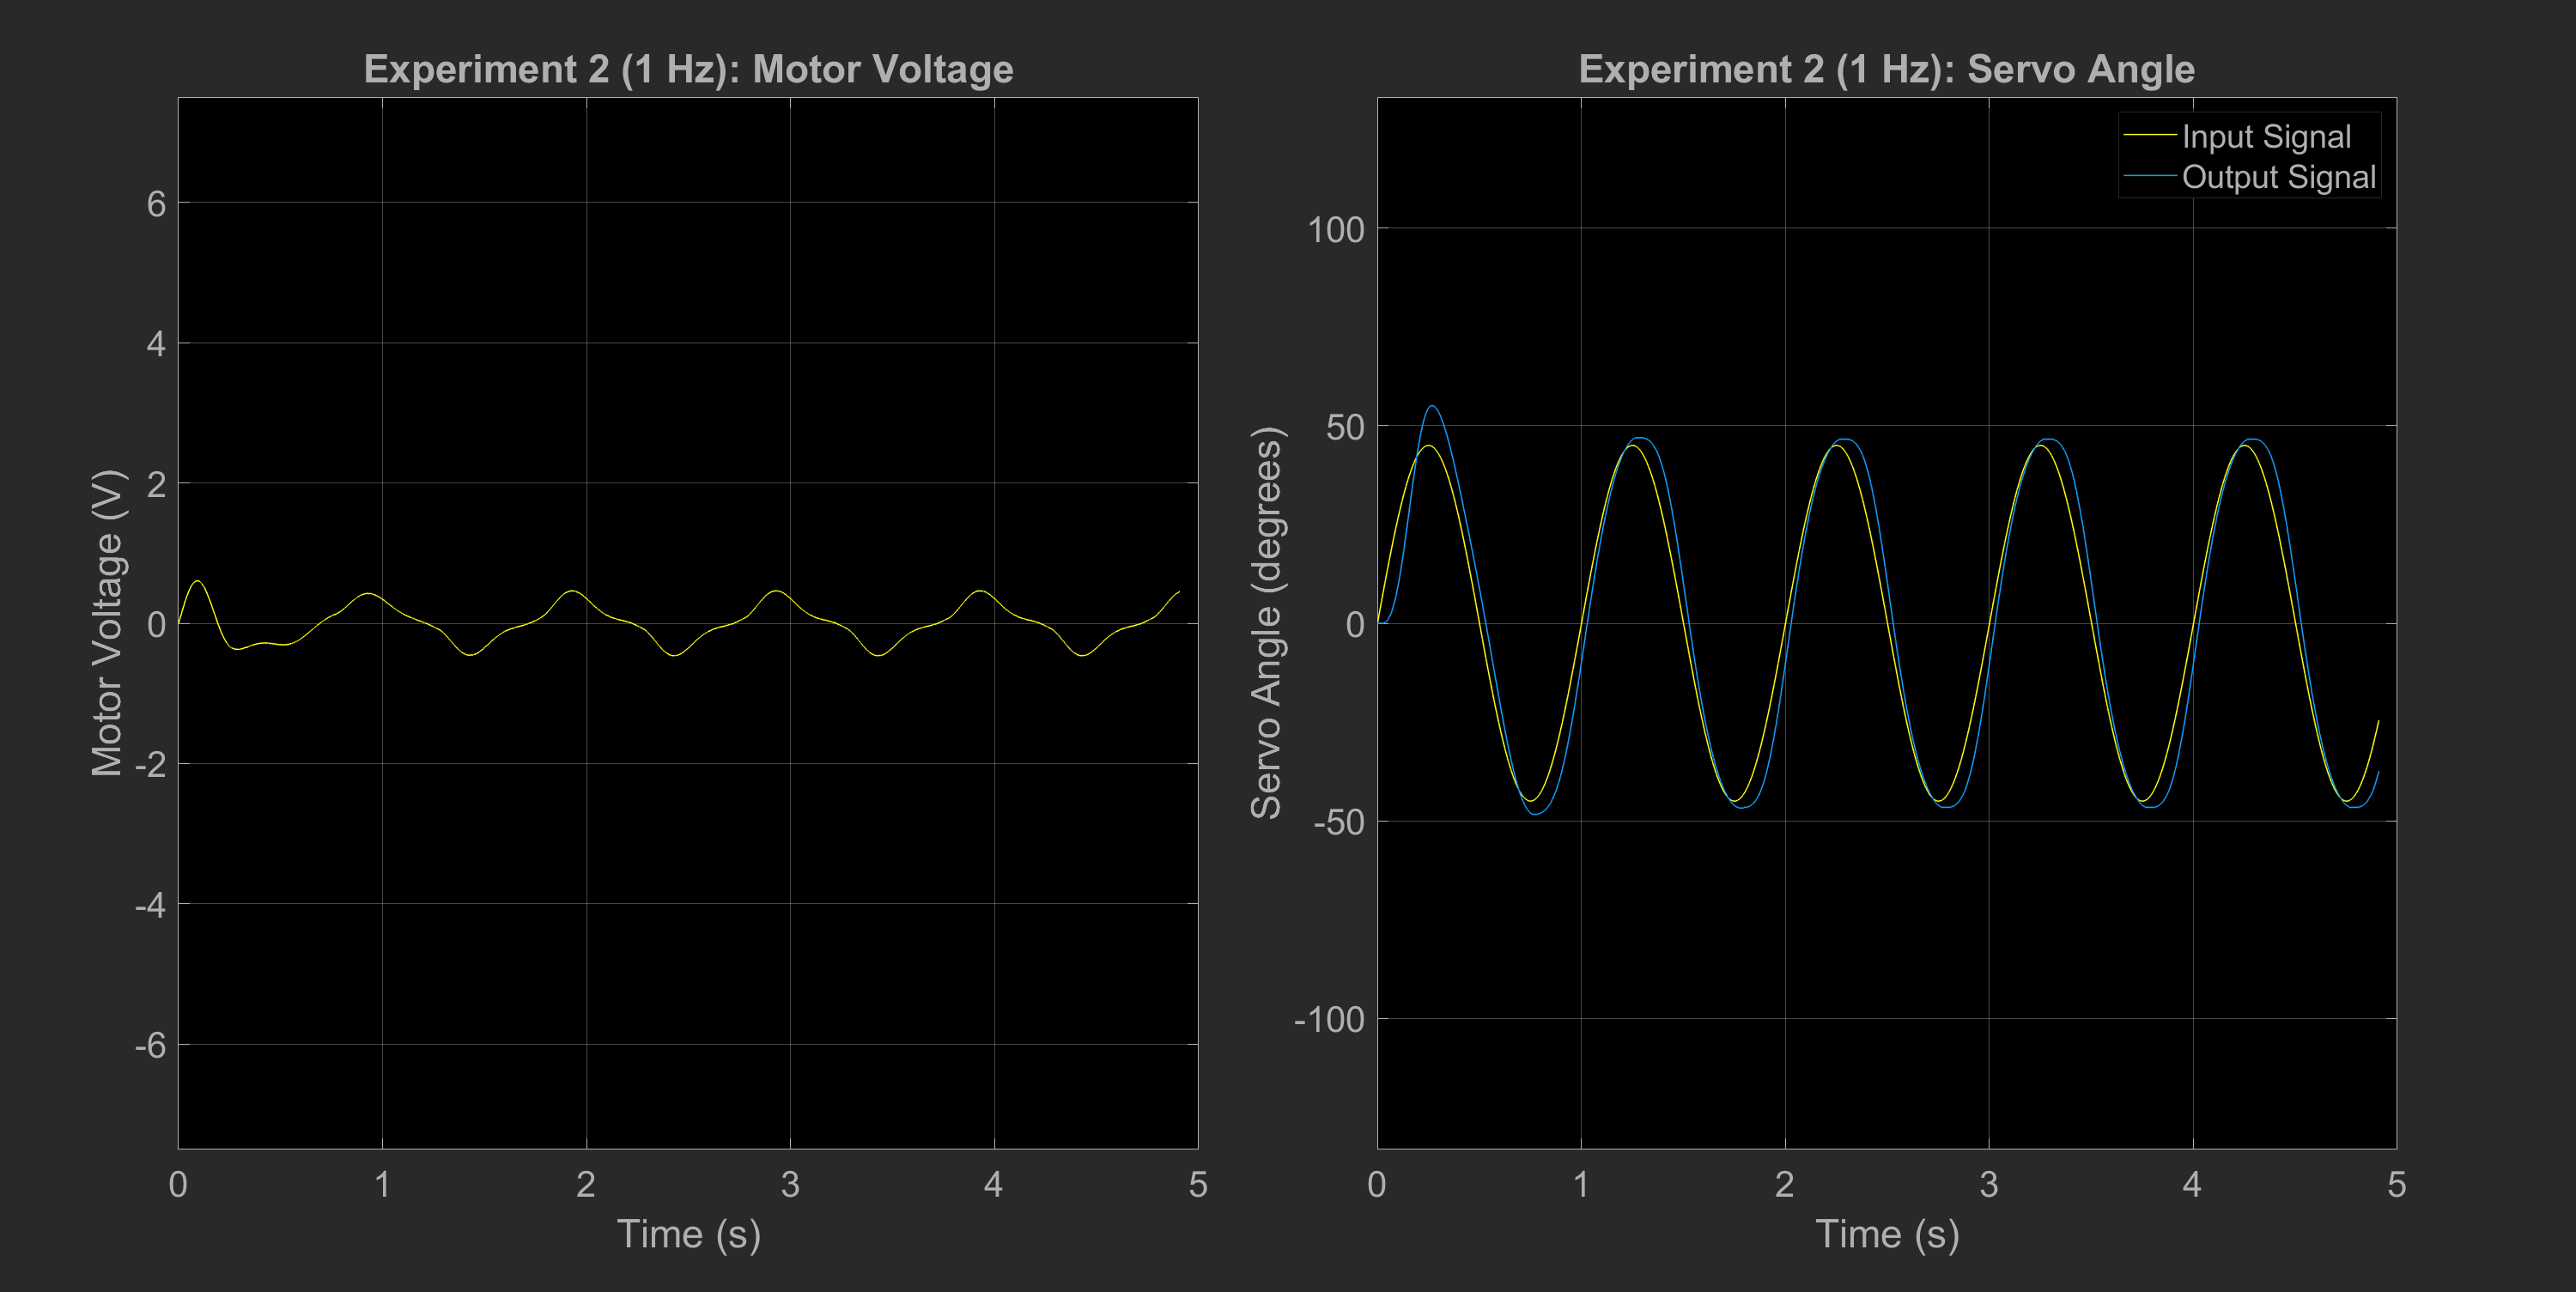 Experiment 2 (1 Hz): Motor Voltage
6
4
2
0
-2
-4
-6
Motor Voltage (V)
0 1 2 3 4 5
Time (s)
Experiment 2 (1 Hz): Servo Angle
Input Signal
Output Signal
100
50
0
-50
-100
Servo Angle (degrees)
0 1 2 3 4 5
Time (s)